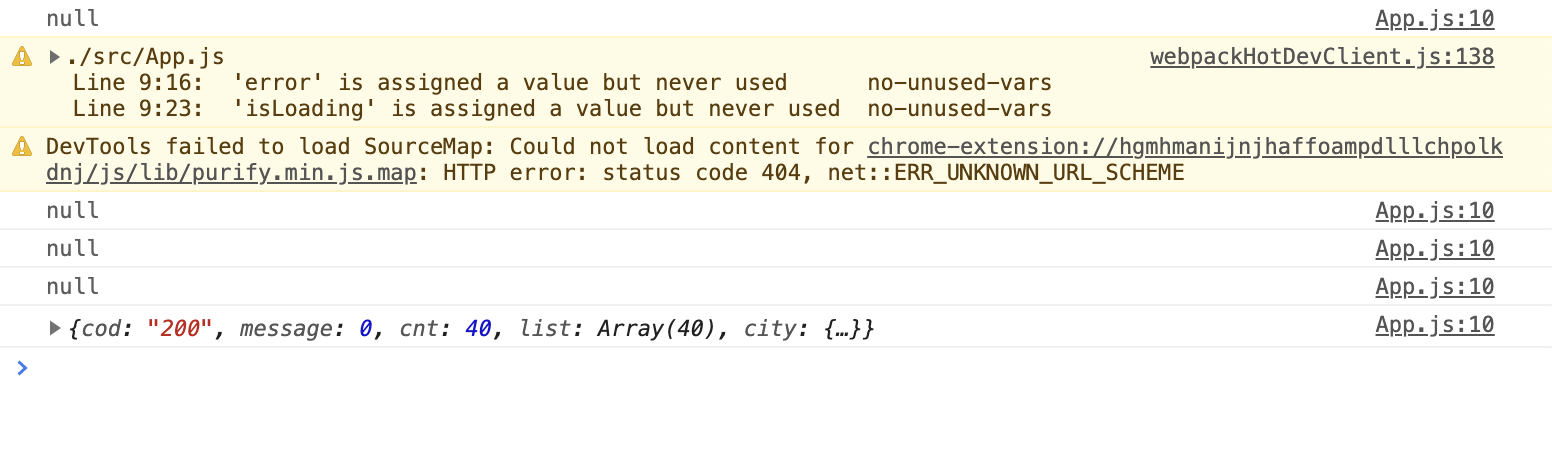 null App.js:10
./src/App.js webpackHotDevClient.js:138
Line 9:16: 'error' is assigned a value but never used no-unused-vars
Line 9:23: 'isLoading' is assigned a value but never used no-unused-vars
DevTools failed to load SourceMap: Could not load content for chrome-extension://hgmhmanijnjhaffoampdlllchpolk
dnj/js/lib/purify.min.js.map: HTTP error: status code 404, net::ERR_UNKNOWN_URL_SCHEME
null App.js:10
null App.js:10
null App.js:10
{cod: "200", message: 0, cnt: 40, list: Array(40), city: {…}} App.js:10